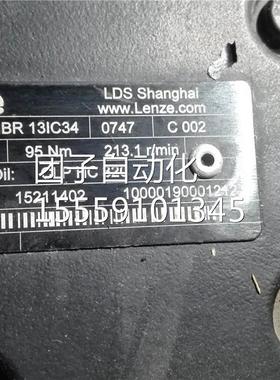 LDS Shanghai
www.Lenze.com
BR 13IC34 0747 C 002
95 Nm 213.1 r/min
团子自动化
Oil:
15211402 10000190001212
15559101345